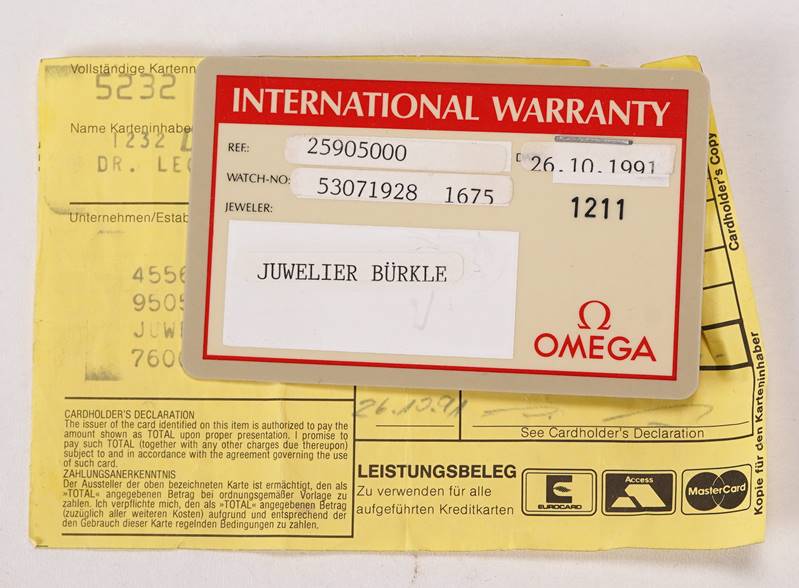 INTERNATIONAL WARRANTY
REF.: 25905000
26.10.1991
WATCH-NO: 53071928 1675
1211
JEWELER:
JUWELIER BÜRKLE
Ω
OMEGA
Vollständige Kartenn
5232
Name Karteninhaber
1232
DR. LEO
Unternehmen/Estab
4556
9505
JUWE
7600
26.10.91
See Cardholder's Declaration
CARDHOLDER'S DECLARATION
The issuer of the card identified on this item is authorized to pay the
amount shown as TOTAL upon proper presentation. I promise to
pay such TOTAL (together with any other charges due thereupon)
subject to and in accordance with the agreement governing the use
of such card.
ZAHLUNGSANERKENNTNIS
Der Aussteller der oben bezeichneten Karte ist ermächtigt, den als
»TOTAL« angegebenen Betrag bei ordnungsgemäßer Vorlage zu
zahlen. Ich verpflichte mich, den als »TOTAL« angegebenen Betrag
(zuzüglich aller weiteren Kosten) aufgrund und entsprechend der
den Gebrauch dieser Karte regelnden Bedingungen zu zahlen.
LEISTUNGSBELEG
Zu verwenden für alle
aufgeführten Kreditkarten
EUROCARD
Access
MasterCard
Cardholder's Copy
Kopie für den Karteninhaber